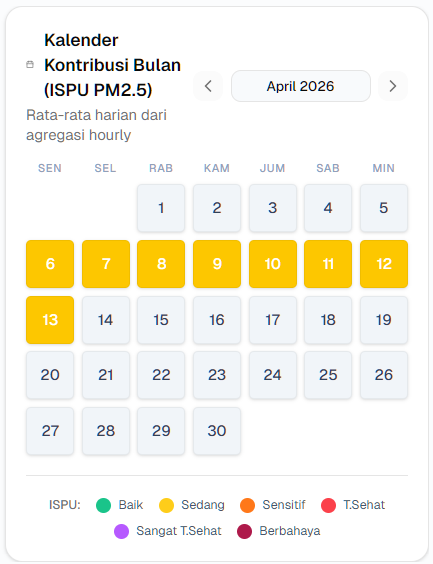 Kalender
Kontribusi Bulan
(ISPU PM2.5)
April 2026
Rata-rata harian dari
agregasi hourly
SEN SEL RAB KAM JUM SAB MIN
1 2 3 4 5
6 7 8 9 10 11 12
13 14 15 16 17 18 19
20 21 22 23 24 25 26
27 28 29 30
ISPU: Baik Sedang Sensitif T.Sehat
Sangat T.Sehat Berbahaya